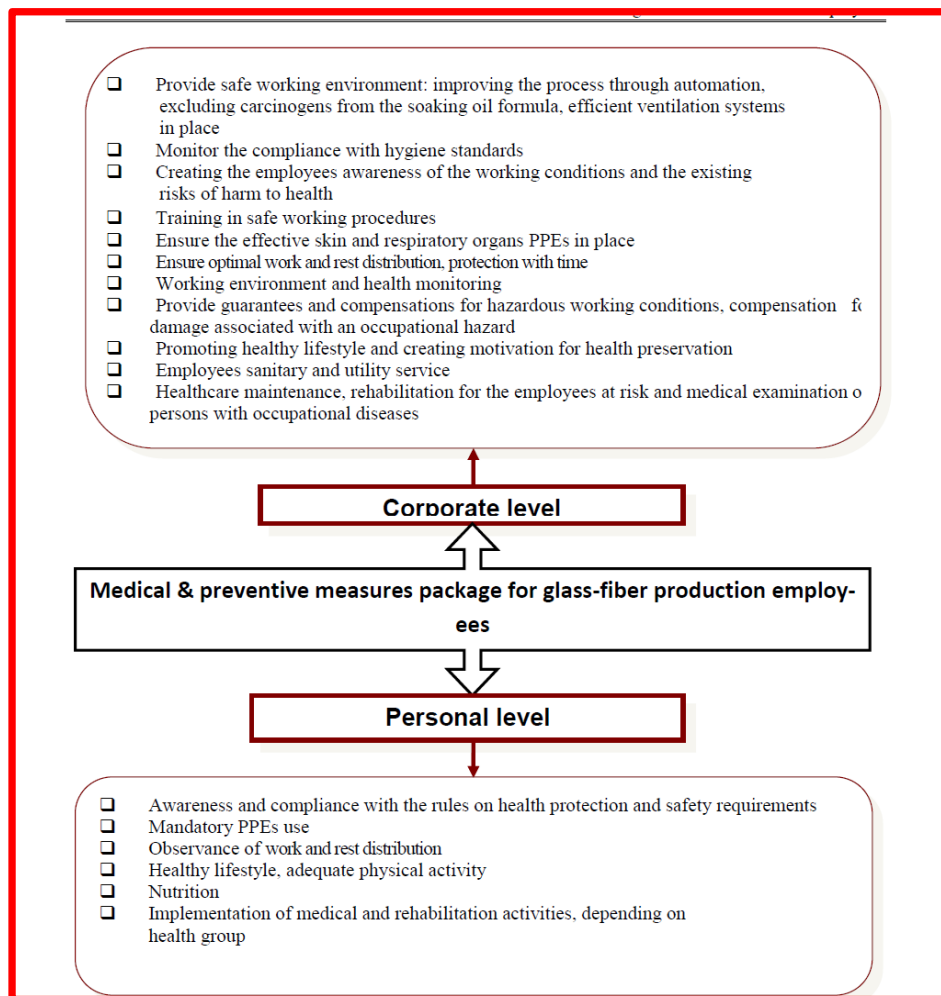 ❑ Provide safe working environment: improving the process through automation,
excluding carcinogens from the soaking oil formula, efficient ventilation systems
in place
❑ Monitor the compliance with hygiene standards
❑ Creating the employees awareness of the working conditions and the existing
risks of harm to health
❑ Training in safe working procedures
❑ Ensure the effective skin and respiratory organs PPEs in place
❑ Ensure optimal work and rest distribution, protection with time
❑ Working environment and health monitoring
❑ Provide guarantees and compensations for hazardous working conditions, compensation
damage associated with an occupational hazard
❑ Promoting healthy lifestyle and creating motivation for health preservation
❑ Employees sanitary and utility service
❑ Healthcare maintenance, rehabilitation for the employees at risk and medical examination
persons with occupational diseases
Corporate level
Medical & preventive measures package for glass-fiber production employ-
ees
Personal level
❑ Awareness and compliance with the rules on health protection and safety requirements
❑ Mandatory PPEs use
❑ Observance of work and rest distribution
❑ Healthy lifestyle, adequate physical activity
❑ Nutrition
❑ Implementation of medical and rehabilitation activities, depending on
health group